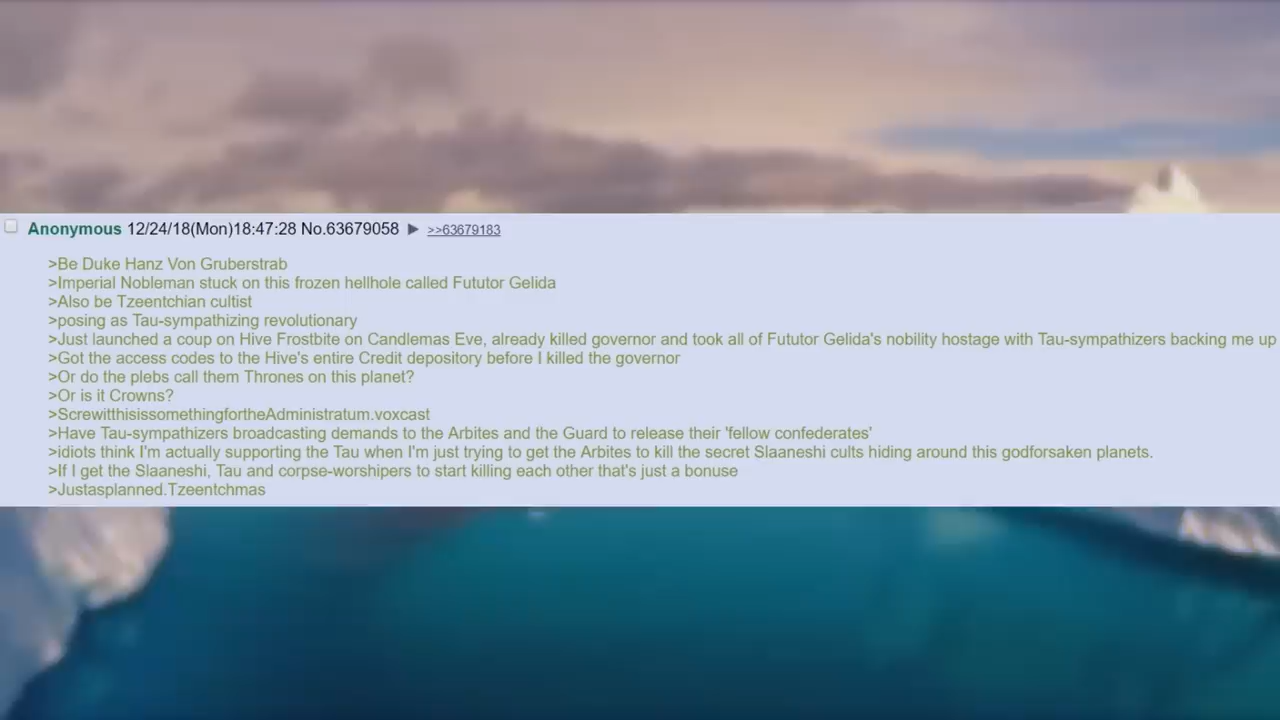 Anonymous 12/24/18(Mon)18:47:28 No.63679058 ▶ >>63679183
>Be Duke Hanz Von Gruberstrab
>Imperial Nobleman stuck on this frozen hellhole called Fututor Gelida
>Also be Tzeentchian cultist
>posing as Tau-sympathizing revolutionary
>Just launched a coup on Hive Frostbite on Candlemas Eve, already killed governor and took all of Fututor Gelida's nobility hostage with Tau-sympathizers backing me up
>Got the access codes to the Hive's entire Credit depository before I killed the governor
>Or do the plebs call them Thrones on this planet?
>Or is it Crowns?
>ScrewitthisissomethingfortheAdministratum.voxcast
>Have Tau-sympathizers broadcasting demands to the Arbites and the Guard to release their 'fellow confederates'
>idiots think I'm actually supporting the Tau when I'm just trying to get the Arbites to kill the secret Slaaneshi cults hiding around this godforsaken planets.
>If I get the Slaaneshi, Tau and corpse-worshipers to start killing each other that's just a bonuse
>Justasplanned.Tzeentchmas